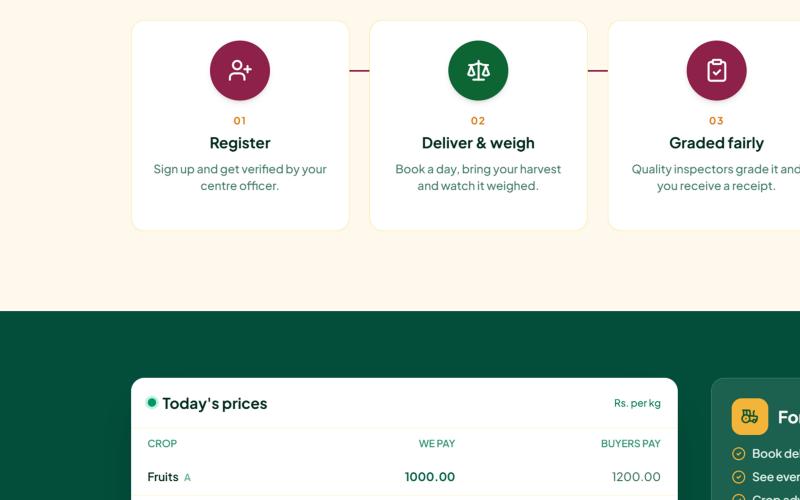 01
Register
Sign up and get verified by your
centre officer.
02
Deliver & weigh
Book a day, bring your harvest
and watch it weighed.
03
Graded fairly
Quality inspectors grade it and
you receive a receipt.
Today's prices
Rs. per kg
CROP WE PAY BUYERS PAY
Fruits A 1000.00 1200.00
Book
See